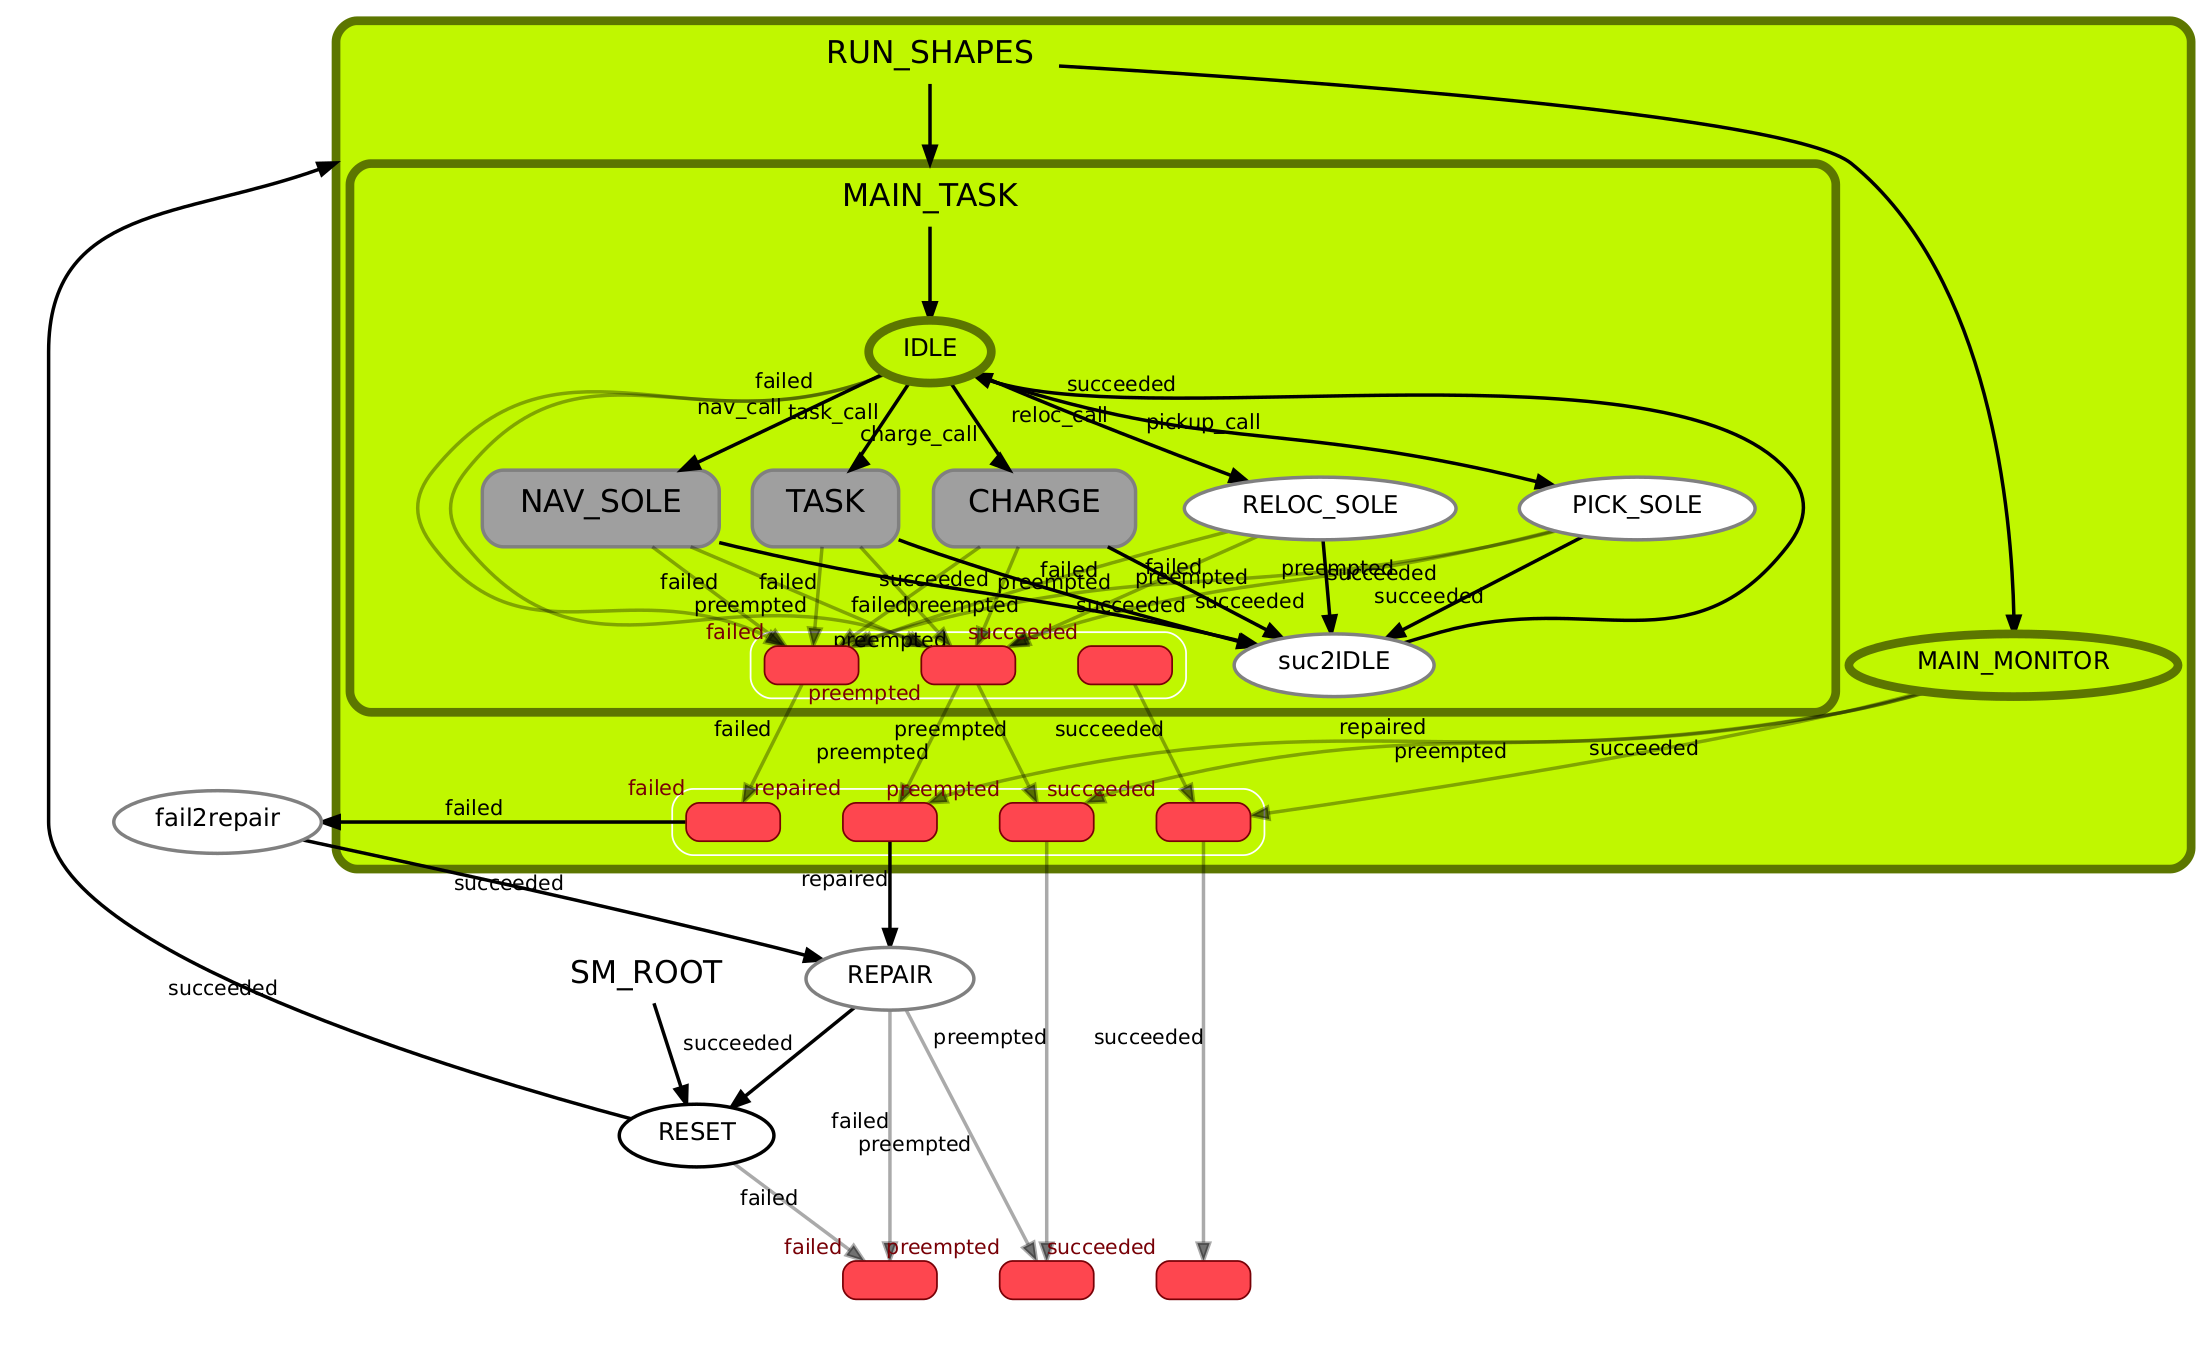 RUN_SHAPES
MAIN_TASK
IDLE
failed
succeeded
nav_call
task_call
reloc_call
pickup_call
charge_call
NAV_SOLE
TASK
CHARGE
RELOC_SOLE
PICK_SOLE
failed
failed
succeeded
failed
preempted
failed
preempted
preempted
succeeded
preempted
failed
preempted
succeeded
succeeded
succeeded
failed
preempted
succeeded
suc2IDLE
MAIN_MONITOR
preempted
failed
preempted
succeeded
repaired
preempted
preempted
succeeded
failed
repaired
preempted
succeeded
fail2repair
failed
succeeded
repaired
SM_ROOT
REPAIR
succeeded
succeeded
preempted
succeeded
RESET
failed
preempted
failed
failed
preempted
succeeded